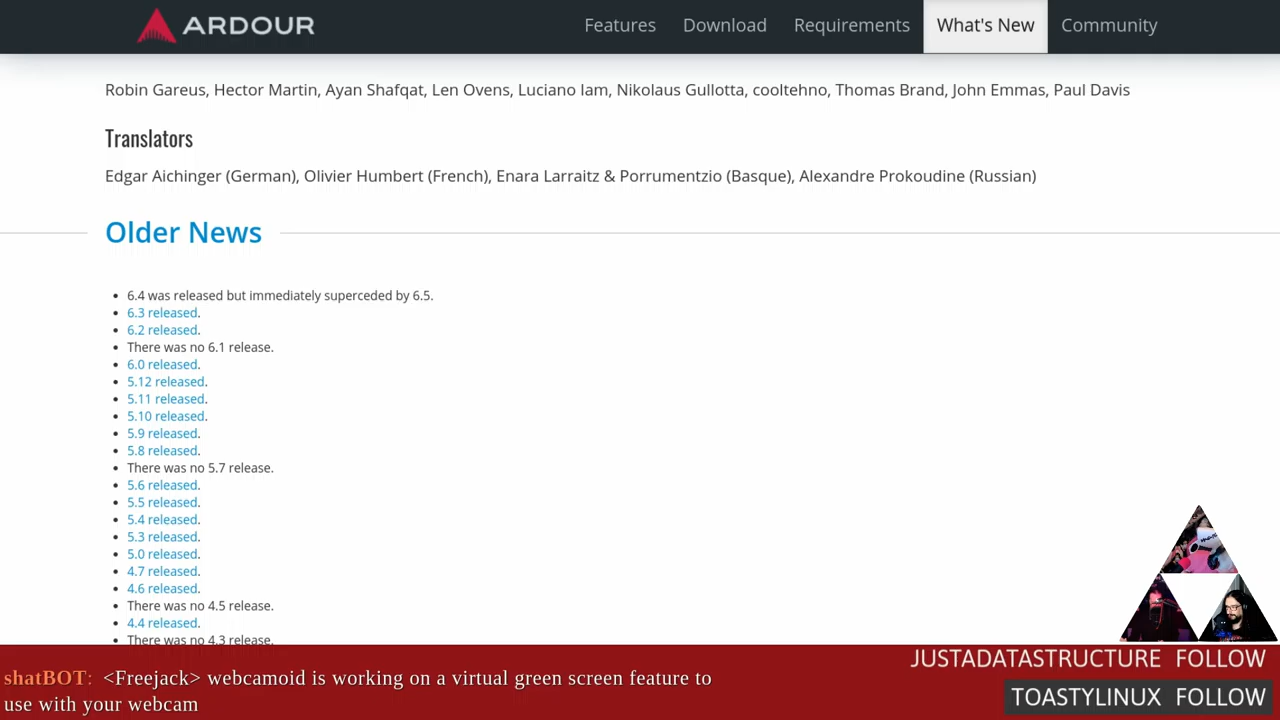 ARDOUR
Features Download Requirements What's New Community
Robin Gareus, Hector Martin, Ayan Shafqat, Len Ovens, Luciano Iam, Nikolaus Gullotta, cooltehno, Thomas Brand, John Emmas, Paul Davis
Translators
Edgar Aichinger (German), Olivier Humbert (French), Enara Larraitz & Porrumentzio (Basque), Alexandre Prokoudine (Russian)
Older News
6.4 was released but immediately superceded by 6.5.
6.3 released.
6.2 released.
There was no 6.1 release.
6.0 released.
5.12 released.
5.11 released.
5.10 released.
5.9 released.
5.8 released.
There was no 5.7 release.
5.6 released.
5.5 released.
5.4 released.
5.3 released.
5.0 released.
4.7 released.
4.6 released.
There was no 4.5 release.
4.4 released.
There was no 4.3 release.
shatBOT: <Freejack> webcamoid is working on a virtual green screen feature to
use with your webcam
JUSTADATASTRUCTURE FOLLOW
TOASTYLINUX FOLLOW